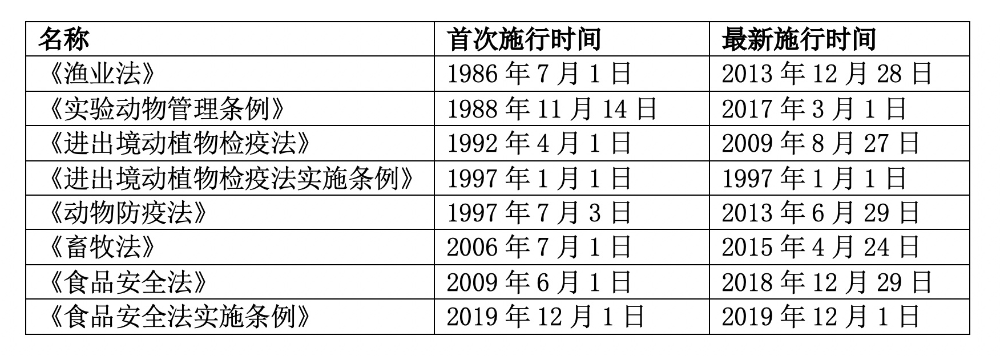 名称 首次施行时间 最新施行时间
《渔业法》 1986 年 7 月 1 日 2013 年 12 月 28 日
《实验动物管理条例》 1988 年 11 月 14 日 2017 年 3 月 1 日
《进出境动植物检疫法》 1992 年 4 月 1 日 2009 年 8 月 27 日
《进出境动植物检疫法实施条例》 1997 年 1 月 1 日 1997 年 1 月 1 日
《动物防疫法》 1997 年 7 月 3 日 2013 年 6 月 29 日
《畜牧法》 2006 年 7 月 1 日 2015 年 4 月 24 日
《食品安全法》 2009 年 6 月 1 日 2018 年 12 月 29 日
《食品安全法实施条例》 2019 年 12 月 1 日 2019 年 12 月 1 日